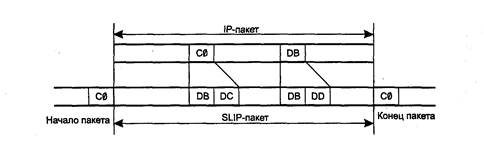 IP-пакет
C0 DB
C0 DB DC DB DD C0
Начало пакета SLIP-пакет Конец пакета